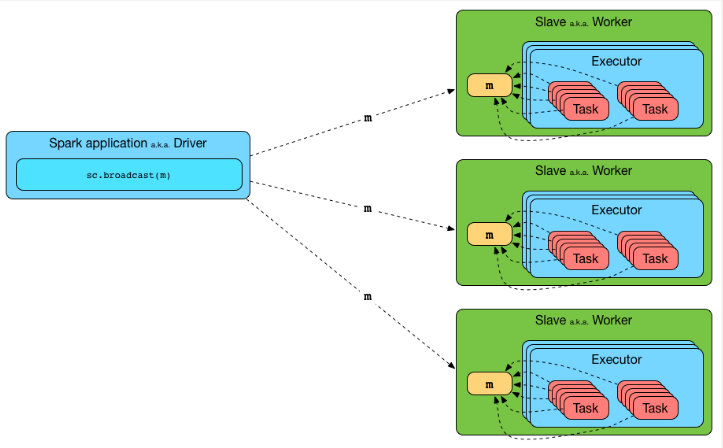 Slave a.k.a. Worker
Executor
m
Task
Task
m
Spark application a.k.a. Driver
sc.broadcast(m)
Slave a.k.a. Worker
Executor
m
m
Task
Task
Slave a.k.a. Worker
m
Executor
m
Task
Task